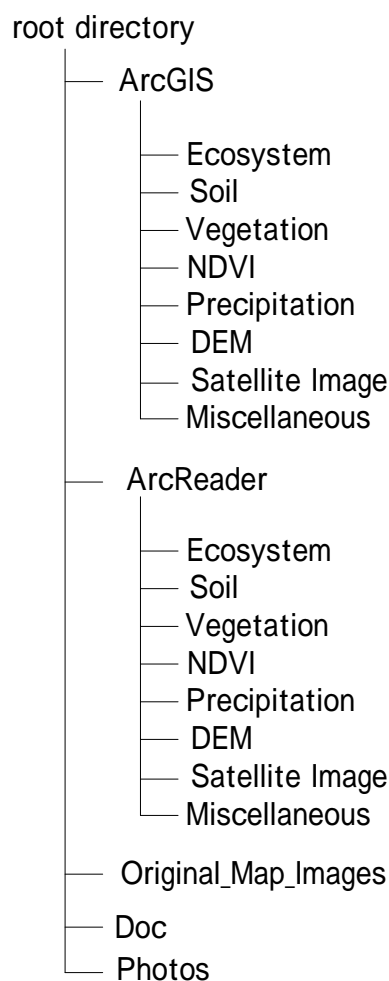 root directory
ArcGIS
Ecosystem
Soil
Vegetation
NDVI
Precipitation
DEM
Satellite Image
Miscellaneous
ArcReader
Ecosystem
Soil
Vegetation
NDVI
Precipitation
DEM
Satellite Image
Miscellaneous
Original_Map_Images
Doc
Photos